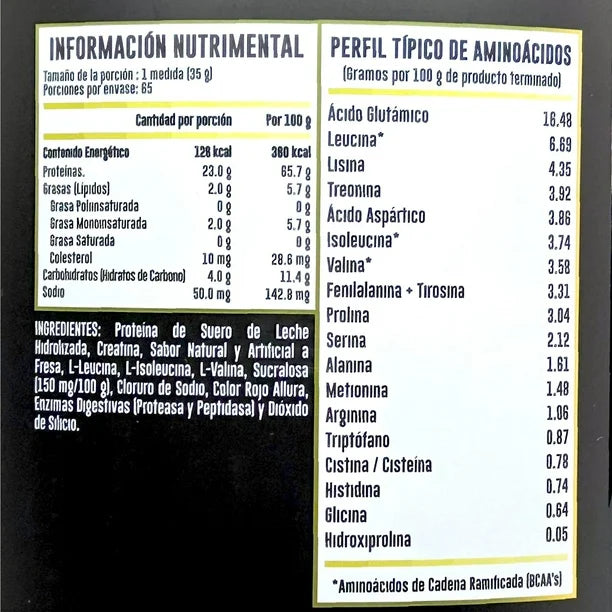 INFORMACIÓN NUTRIMENTAL
Tamaño de la porción : 1 medida (35 g)
Porciones por envase: 65
Cantidad por porción Por 100 g
Contenido Energético 126 kcal 360 kcal
Proteínas. 23.0 g 65.7 g
Grasas (Lípidos) 2.0 g 5.7 g
Grasa Poliinsaturada 0 g 0 g
Grasa Monoinsaturada 2.0 g 5.7 g
Grasa Saturada 0 g 0 g
Colesterol 10 mg 28.6 mg
Carbohidratos (Hidratos de Carbono) 4.0 g 11.4 g
Sodio 50.0 mg 142.8 mg
INGREDIENTES: Proteína de Suero de Leche
Hidrolizada, Creatina, Sabor Natural y Artificial a
Fresa, L-Leucina, L-Isoleucina, L-Valina, Sucralosa
(150 mg/100 g), Cloruro de Sodio, Color Rojo Allura,
Enzimas Digestivas (Proteasa y Peptidasa) y Dióxido
de Silicio.
PERFIL TÍPICO DE AMINOÁCIDOS
(Gramos por 100 g de producto terminado)
Ácido Glutámico 16.48
Leucina* 6.69
Lisina 4.35
Treonina 3.92
Ácido Aspártico 3.86
Isoleucina* 3.74
Valina* 3.58
Fenilalanina + Tirosina 3.31
Prolina 3.04
Serina 2.12
Alanina 1.61
Metionina 1.48
Arginina 1.06
Triptófano 0.87
Cistina / Cisteína 0.78
Histidina 0.74
Glicina 0.64
Hidroxiprolina 0.05
*Aminoácidos de Cadena Ramificada (BCAA's)